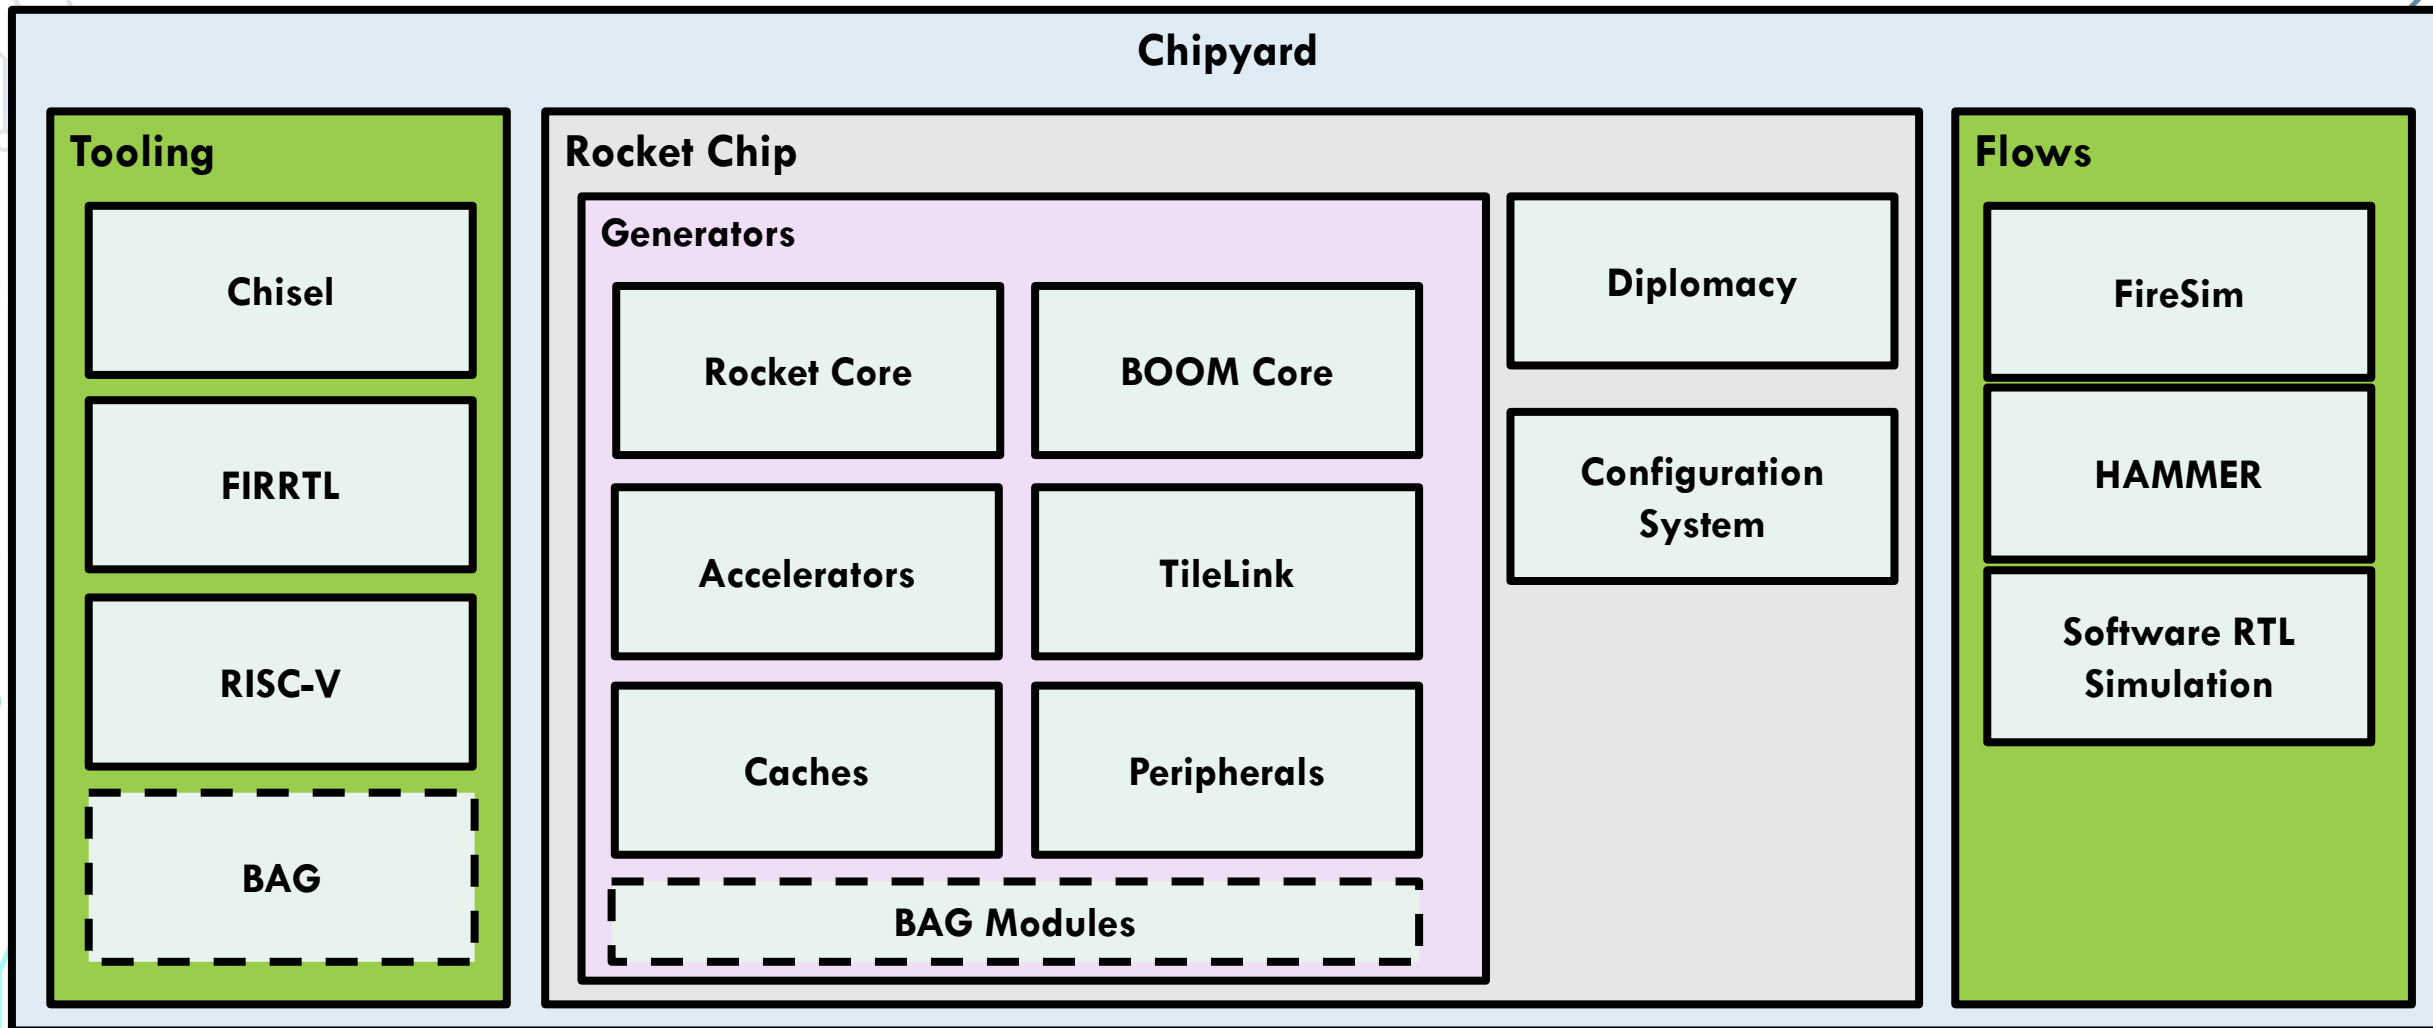 Chipyard
Tooling
Chisel
FIRRTL
RISC-V
BAG
Rocket Chip
Generators
Rocket Core
BOOM Core
Accelerators
TileLink
Caches
Peripherals
BAG Modules
Diplomacy
Configuration
System
Flows
FireSim
HAMMER
Software RTL
Simulation